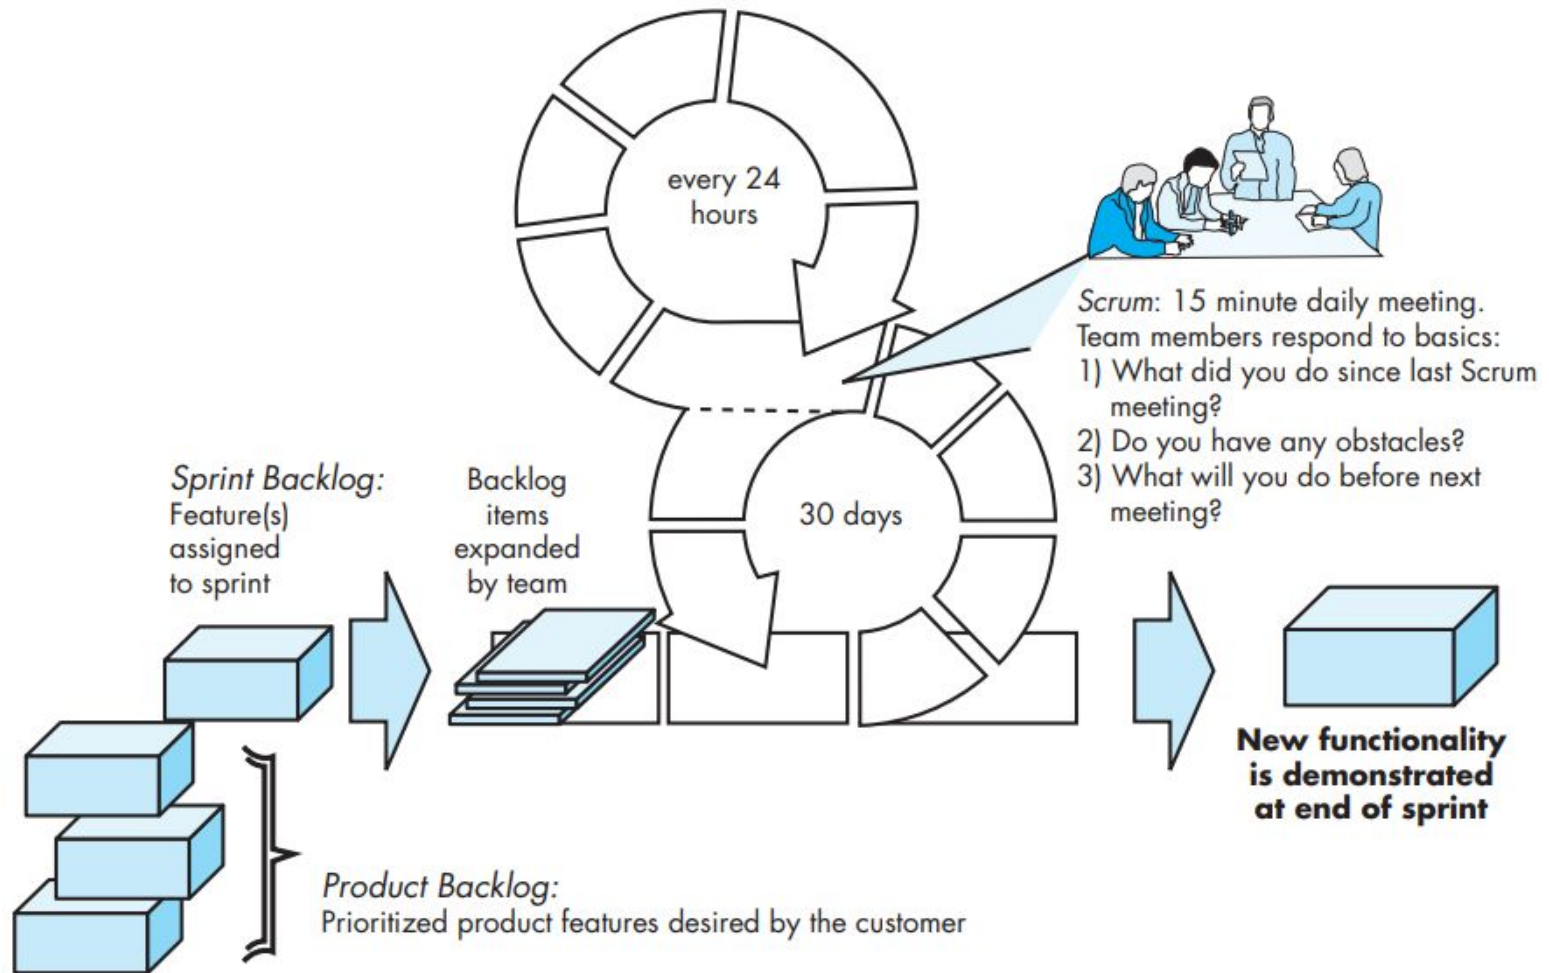 every 24
hours
Scrum: 15 minute daily meeting.
Team members respond to basics:
1) What did you do since last Scrum
meeting?
2) Do you have any obstacles?
3) What will you do before next
meeting?
Sprint Backlog:
Feature(s)
assigned
to sprint
Backlog
items
expanded
by team
30 days
New functionality
is demonstrated
at end of sprint
Product Backlog:
Prioritized product features desired by the customer